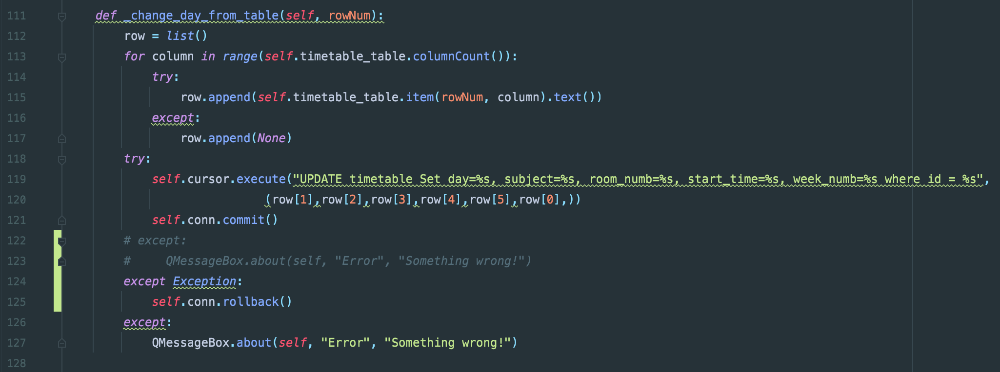 111 def _change_day_from_table(self, rowNum):
112 row = list()
113 for column in range(self.timetable_table.columnCount()):
114 try:
115 row.append(self.timetable_table.item(rowNum, column).text())
116 except:
117 row.append(None)
118 try:
119 self.cursor.execute("UPDATE timetable Set day=%s, subject=%s, room_numb=%s, start_time=%s, week_numb=%s where id = %s",
120 (row[1],row[2],row[3],row[4],row[5],row[0],))
121 self.conn.commit()
122 # except:
123 #     QMessageBox.about(self, "Error", "Something wrong!")
124 except Exception:
125 self.conn.rollback()
126 except:
127 QMessageBox.about(self, "Error", "Something wrong!")
128